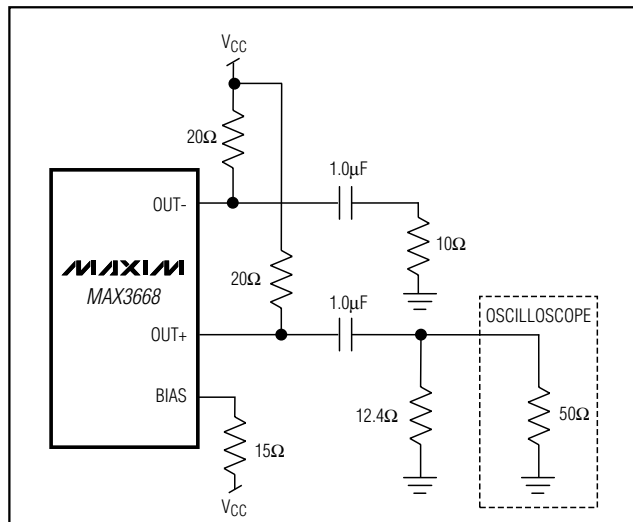 VCC
20Ω
1.0μF
OUT-
10Ω
MAXIM
MAX3668
20Ω
1.0μF
OSCILLOSCOPE
OUT+
BIAS
12.4Ω
50Ω
15Ω
VCC